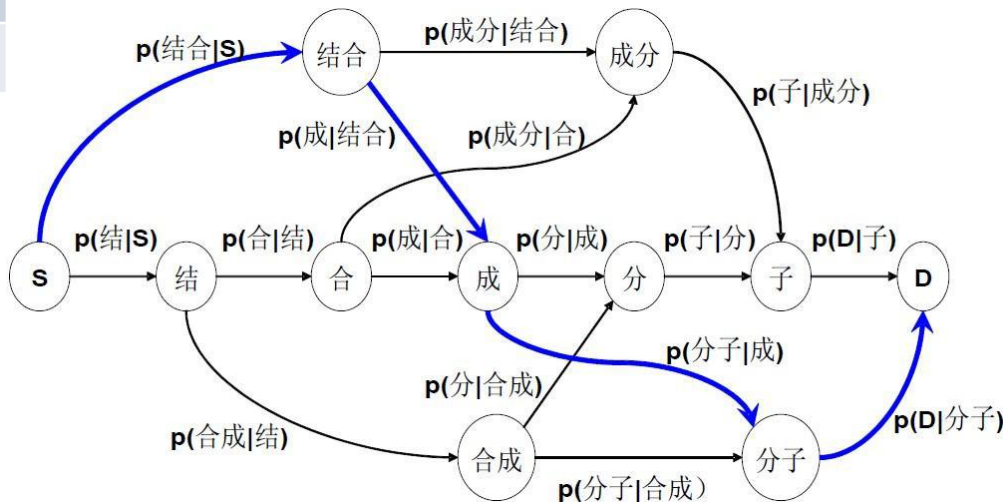 p(结合|S)
结合
p(成分|结合)
成分
p(子|成分)
p(成|结合)
p(成分|合)
S
p(结|S)
结
p(合|结)
合
p(成|合)
成
p(分|成)
分
p(子|分)
子
p(D|子)
D
p(合成|结)
p(分|合成)
p(分子|成)
p(D|分子)
合成
p(分子|合成）
分子